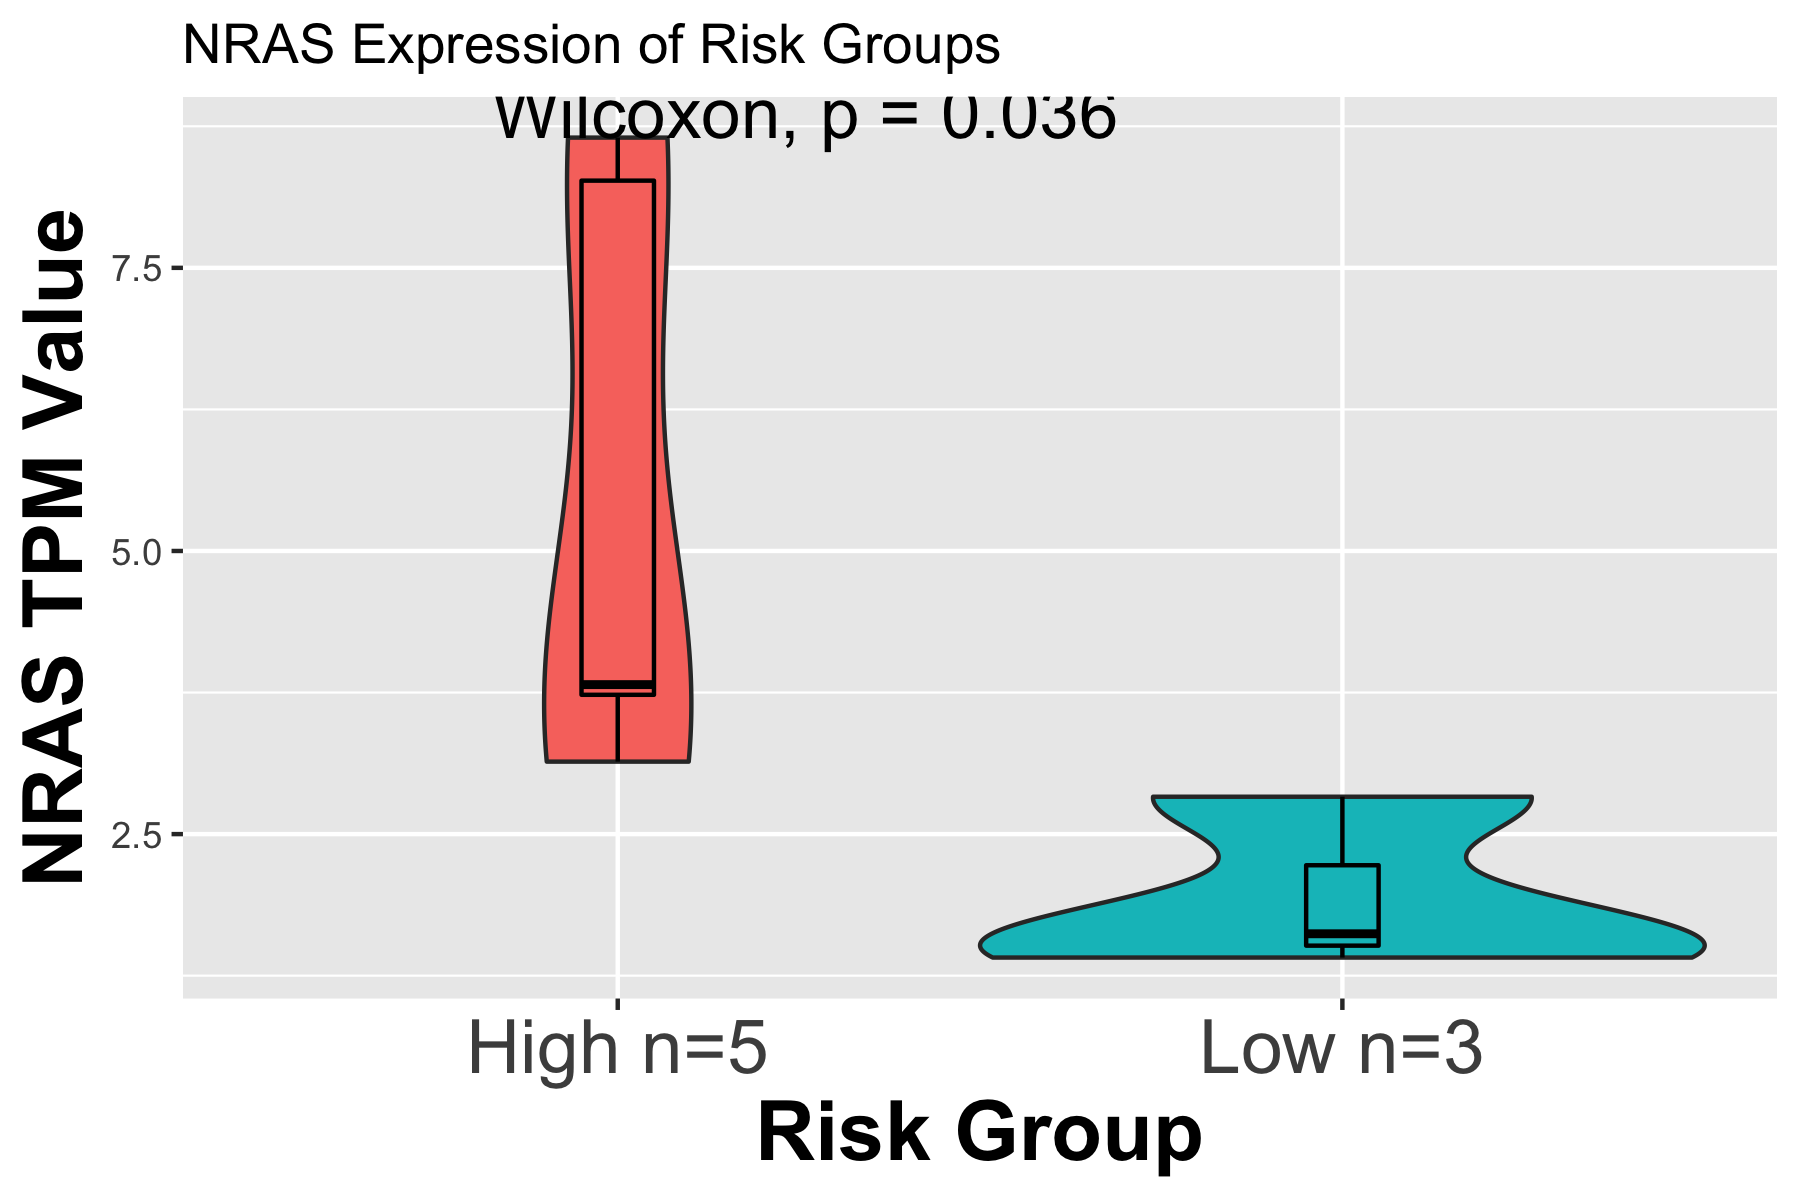 NRAS Expression of Risk Groups
Wilcoxon, p = 0.036
NRAS TPM Value
7.5
5.0
2.5
High n=5
Low n=3
Risk Group